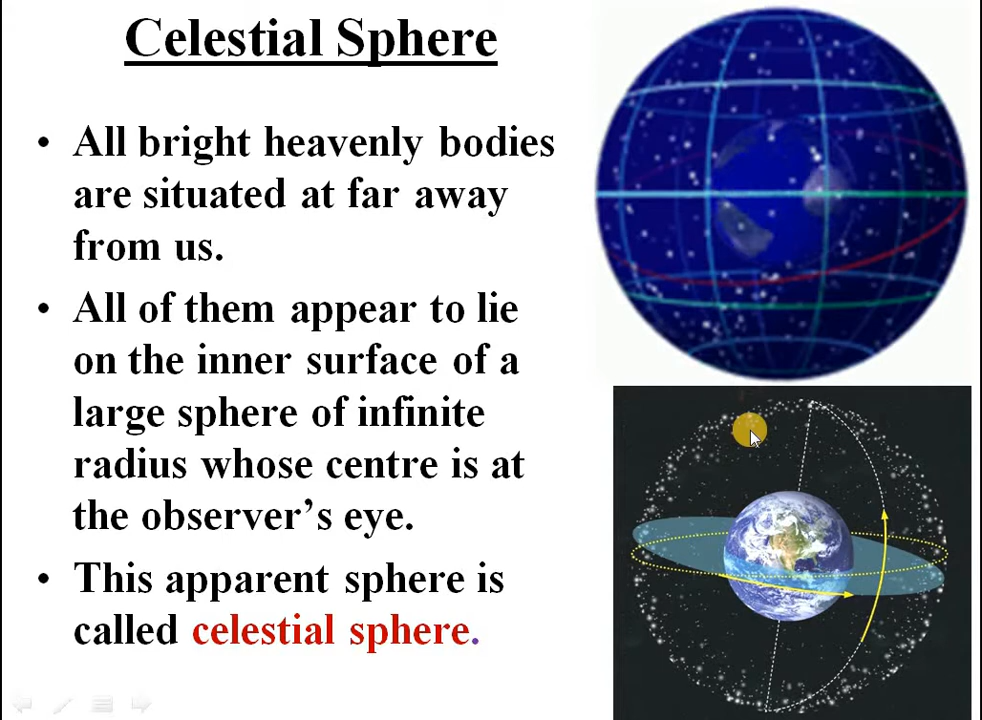 Celestial Sphere
• All bright heavenly bodies
are situated at far away
from us.
• All of them appear to lie
on the inner surface of a
large sphere of infinite
radius whose centre is at
the observer’s eye.
• This apparent sphere is
called celestial sphere.